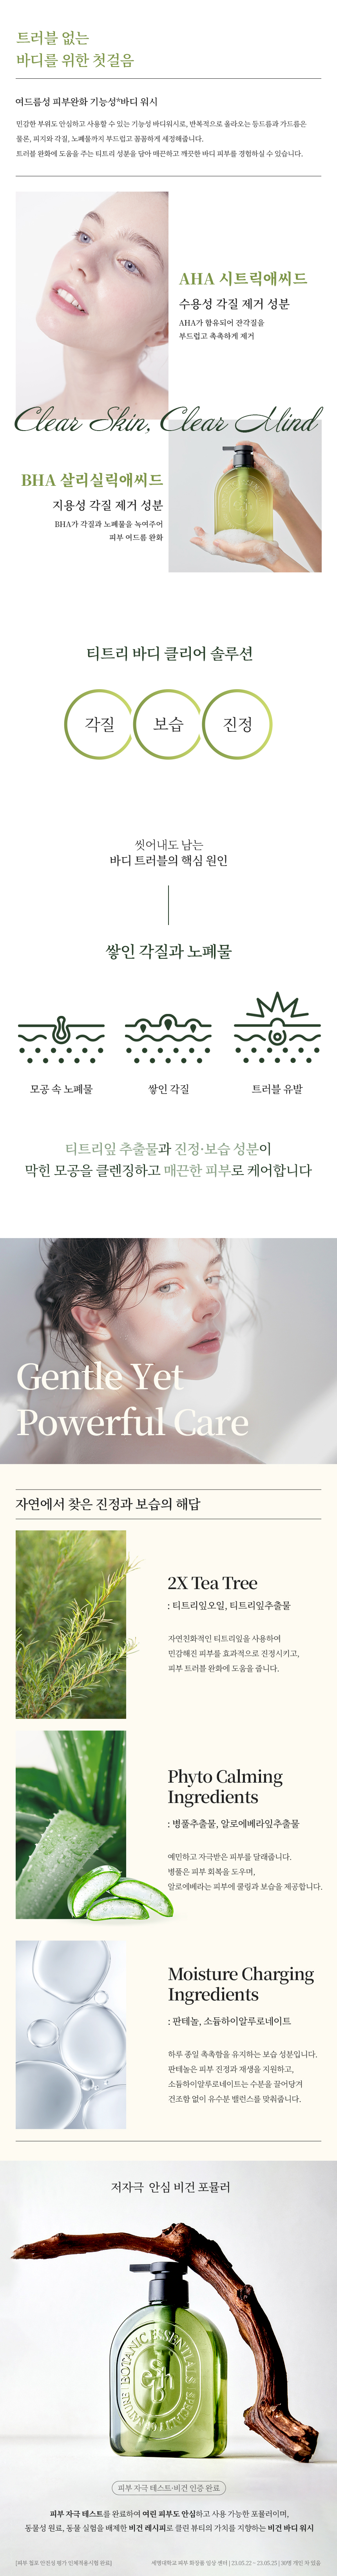 트러블 없는
바디를 위한 첫걸음
여드름성 피부완화 기능성*바디 워시
민감한 부위도 안심하고 사용할 수 있는 기능성 바디워시로, 반복적으로 올라오는 등드름과 가드름은
물론, 피지와 각질, 노폐물까지 부드럽고 꼼꼼하게 세정해줍니다.
트러블 완화에 도움을 주는 티트리 성분을 담아 매끈하고 깨끗한 바디 피부를 경험하실 수 있습니다.
AHA 시트릭애씨드
수용성 각질 제거 성분
AHA가 함유되어 잔각질을
부드럽고 촉촉하게 제거
Clear Skin, Clear Mind
BHA 살리실릭애씨드
지용성 각질 제거 성분
BHA가 각질과 노폐물을 녹여주어
피부 여드름 완화
티트리 바디 클리어 솔루션
각질 보습 진정
씻어내도 남는
바디 트러블의 핵심 원인
쌓인 각질과 노폐물
모공 속 노폐물 쌓인 각질 트러블 유발
티트리잎 추출물과 진정·보습 성분이
막힌 모공을 클렌징하고 매끈한 피부로 케어합니다
Gentle Yet
Powerful Care
자연에서 찾은 진정과 보습의 해답
2X Tea Tree
: 티트리잎오일, 티트리잎추출물
자연친화적인 티트리잎을 사용하여
민감해진 피부를 효과적으로 진정시키고,
피부 트러블 완화에 도움을 줍니다.
Phyto Calming
Ingredients
: 병풀추출물, 알로에베라잎추출물
예민하고 자극받은 피부를 달래줍니다.
병풀은 피부 회복을 도우며,
알로에베라는 피부에 쿨링과 보습을 제공합니다.
Moisture Charging
Ingredients
: 판테놀, 소듐하이알루로네이트
하루 종일 촉촉함을 유지하는 보습 성분입니다.
판테놀은 피부 진정과 재생을 지원하고,
소듐하이알루로네이트는 수분을 끌어당겨
건조함 없이 유수분 밸런스를 맞춰줍니다.
저자극 안심 비건 포뮬러
BOTANIC ESSENTIALS
피부 자극 테스트·비건 인증 완료
피부 자극 테스트를 완료하여 여린 피부도 안심하고 사용 가능한 포뮬러이며,
동물성 원료, 동물 실험을 배제한 비건 레시피로 클린 뷰티의 가치를 지향하는 비건 바디 워시